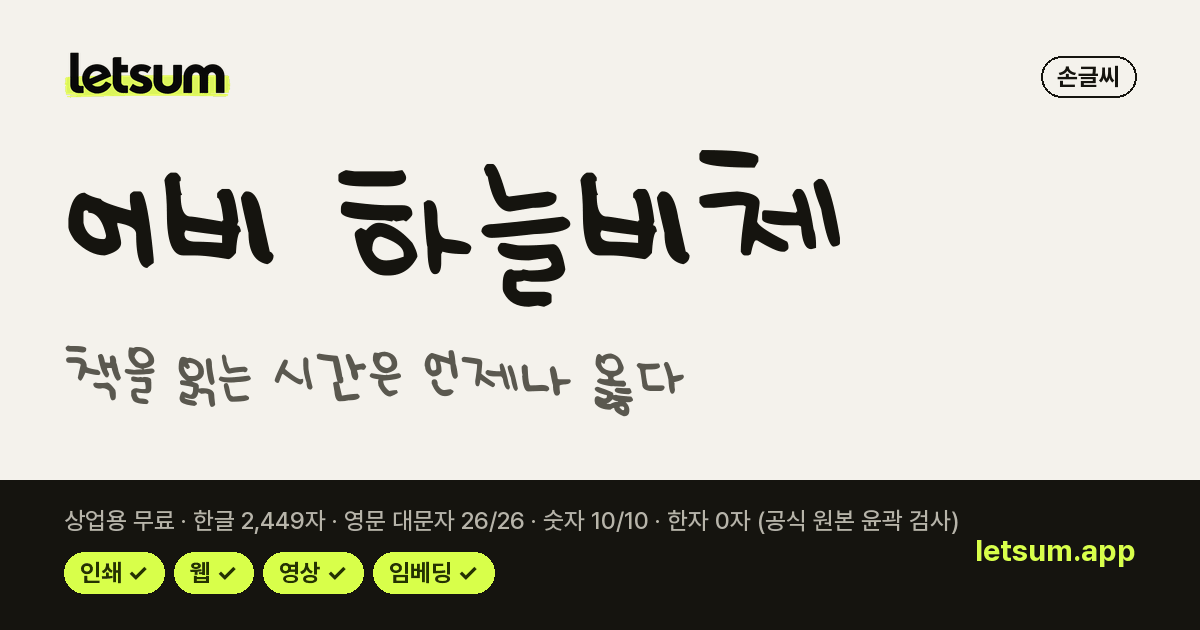 letsum
손글씨
어비 하늘비체
책을 읽는 시간은 언제나 옳다
상업용 무료 · 한글 2,449자 · 영문 대문자 26/26 · 숫자 10/10 · 한자 0자 (공식 원본 윤곽 검사)
인쇄 ✓ 웹 ✓ 영상 ✓ 임베딩 ✓
letsum.app